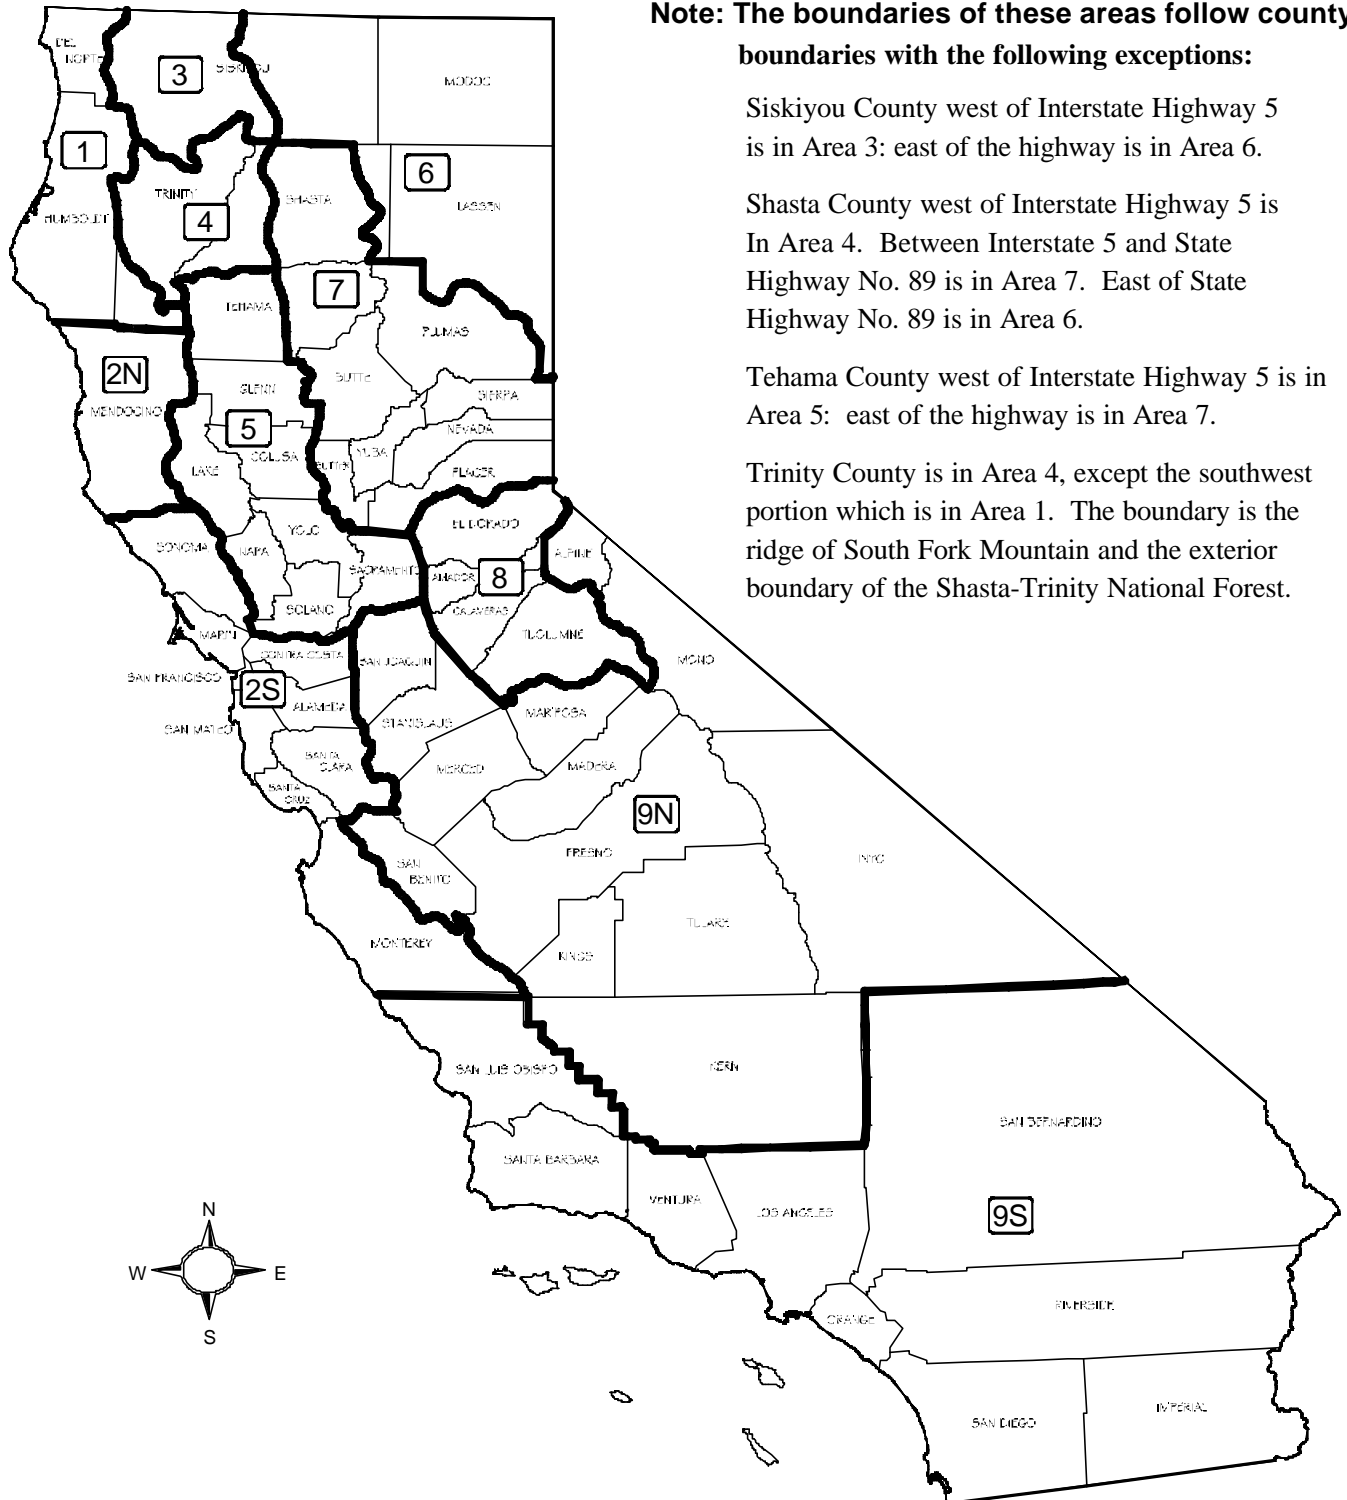 Note: The boundaries of these areas follow county
boundaries with the following exceptions:
Siskiyou County west of Interstate Highway 5
is in Area 3: east of the highway is in Area 6.
Shasta County west of Interstate Highway 5 is
In Area 4. Between Interstate 5 and State
Highway No. 89 is in Area 7. East of State
Highway No. 89 is in Area 6.
Tehama County west of Interstate Highway 5 is in
Area 5: east of the highway is in Area 7.
Trinity County is in Area 4, except the southwest
portion which is in Area 1. The boundary is the
ridge of South Fork Mountain and the exterior
boundary of the Shasta-Trinity National Forest.
DEL
NORTE
3
SISKIYOU
MODOC
1
6
TRINITY
SHASTA
LASSEN
HUMBOLDT
4
7
TEHAMA
PLUMAS
2N
BUTTE
GLENN
SIERRA
MENDOCINO
5
NEVADA
COLUSA
YUBA
LAKE
SUTTER
PLACER
EL DORADO
YOLO
SONOMA
NAPA
ALPINE
SACRAMENTO
AMADOR
8
SOLANO
CALAVERAS
MARIN
TUOLUMNE
CONTRA COSTA
SAN JOAQUIN
MONO
SAN FRANCISCO
2S
ALAMEDA
MARIPOSA
SAN MATEO
STANISLAUS
SANTA
CLARA
MERCED
MADERA
SANTA
CRUZ
9N
FRESNO
INYO
SAN
BENITO
TULARE
MONTEREY
KINGS
SAN LUIS OBISPO
KERN
SAN BERNARDINO
SANTA BARBARA
VENTURA
LOS ANGELES
9S
N
W
E
S
RIVERSIDE
ORANGE
IMPERIAL
SAN DIEGO